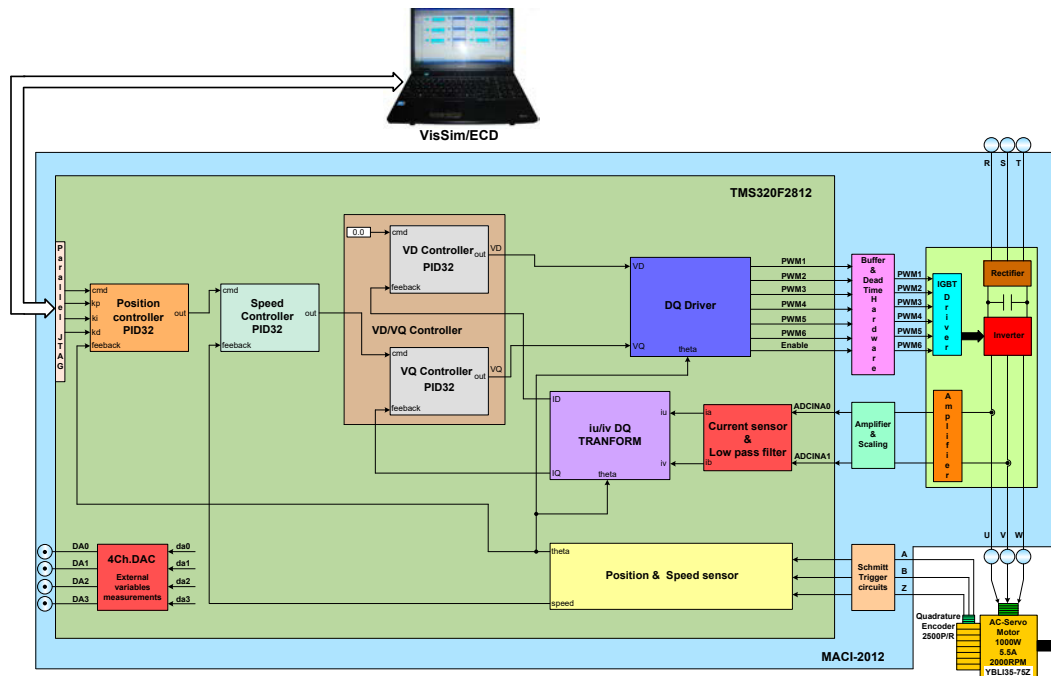 VisSim/ECD
R S T
TMS320F2812
Parallel JTAG
cmd
kp
ki
kd
feeback
Position
controller
PID32
out
cmd
feeback
Speed
Controller
PID32
out
0.0
cmd
feeback
VD Controller
PID32
out
VD
VD/VQ Controller
cmd
feeback
VQ Controller
PID32
out
VQ
VD
VQ
DQ Driver
theta
PWM1
PWM2
PWM3
PWM4
PWM5
PWM6
Enable
Buffer
&
Dead
Time
Hardware
PWM1
PWM2
PWM3
PWM4
PWM5
PWM6
IGBT
Driver
Rectifier
Inverter
ID
IQ
iu/iv DQ
TRANFORM
theta
iu
iv
ia
ib
Current sensor
&
Low pass filter
ADCINA0
ADCINA1
Amplifier
&
Scaling
Amplifier
DA0
DA1
DA2
DA3
4Ch.DAC
External
variables
measurements
da0
da1
da2
da3
theta
speed
Position & Speed sensor
Schmitt
Trigger
circuits
A
B
Z
U V W
Quadrature
Encoder
2500P/R
AC-Servo
Motor
1000W
5.5A
2000RPM
YBLI35-75Z
MACI-2012